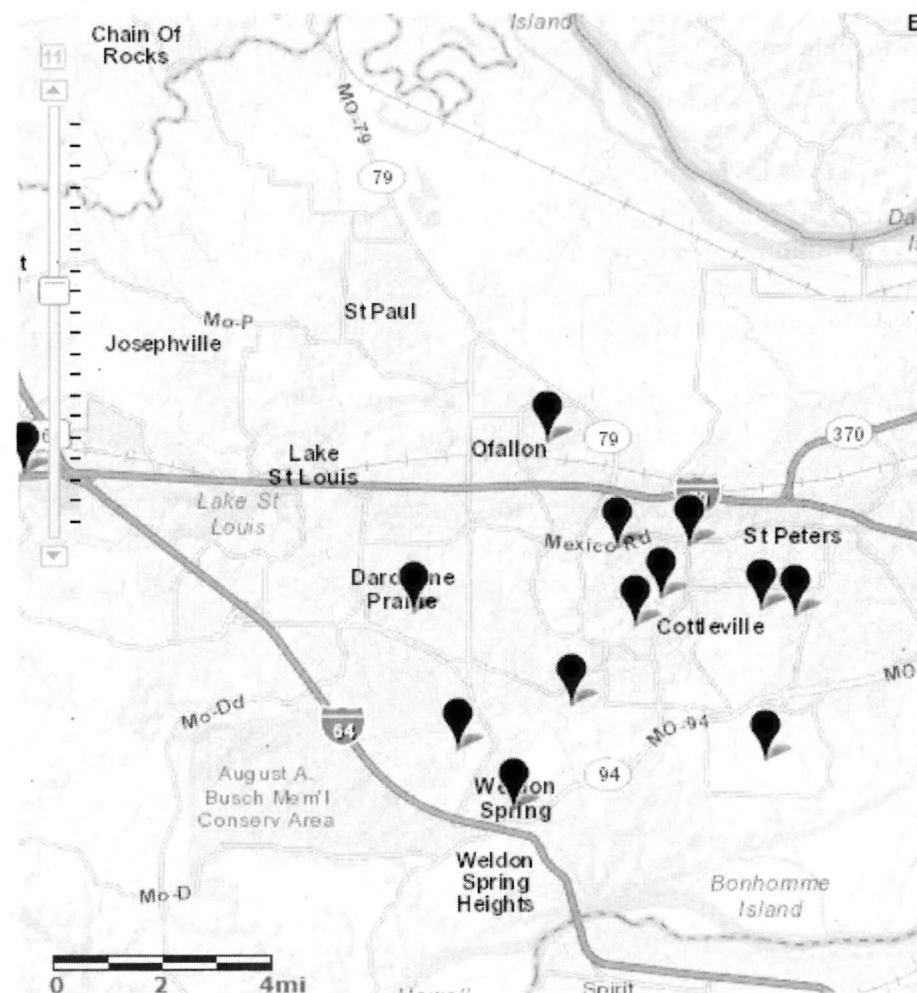 Island
Chain Of
Rocks
11
MO-79
79
St Paul
Mo-P
Josephville
Lake
St Louis
Ofallon
79
370
Lake St
Louis
Mexico Rd
St Peters
Prairie
Cottleville
MO-94
Mo-Dd
64
94
August A.
Busch Mem'l
Conserv Area
Spring
Weldon
Spring
Heights
Bonhomme
Island
Mo-D
0 2 4mi
Spirit